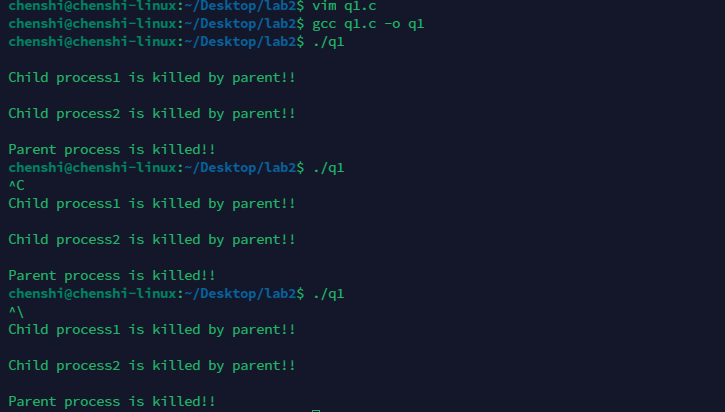 chenshi@chenshi-linux:~/Desktop/lab2$ vim q1.c
chenshi@chenshi-linux:~/Desktop/lab2$ gcc q1.c -o q1
chenshi@chenshi-linux:~/Desktop/lab2$ ./q1
Child process1 is killed by parent!!
Child process2 is killed by parent!!
Parent process is killed!!
chenshi@chenshi-linux:~/Desktop/lab2$ ./q1
^C
Child process1 is killed by parent!!
Child process2 is killed by parent!!
Parent process is killed!!
chenshi@chenshi-linux:~/Desktop/lab2$ ./q1
^\
Child process1 is killed by parent!!
Child process2 is killed by parent!!
Parent process is killed!!